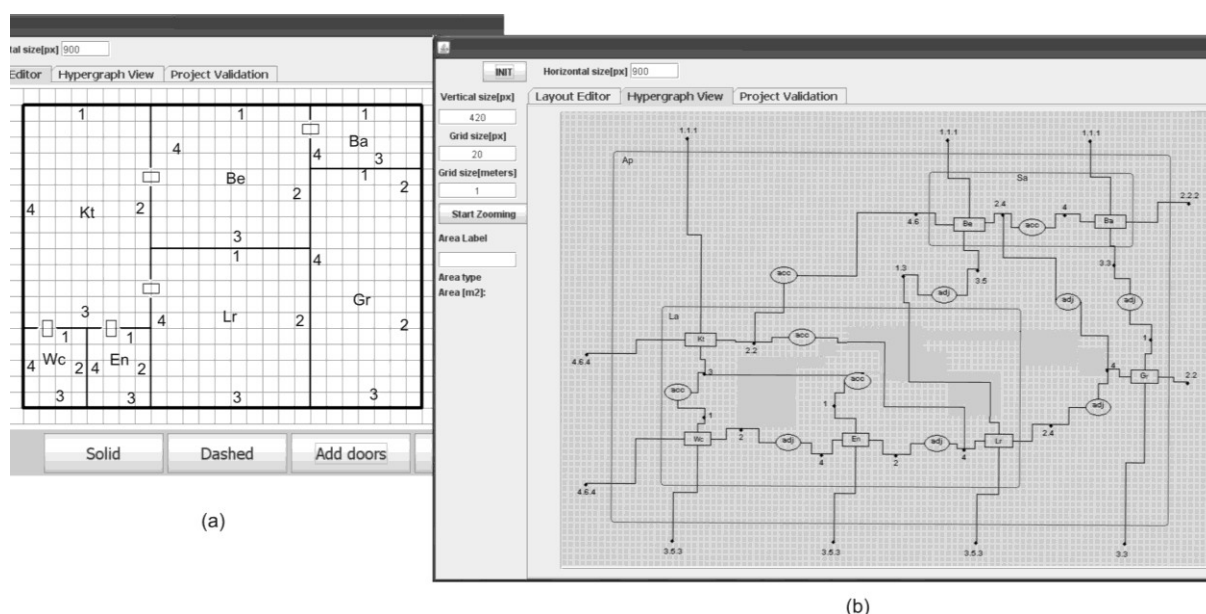 tal size[px] 900
Editor Hypergraph View Project Validation
1 1 1
4 Ba
4 3
Be 1
2 2
4 Kt 2
3
1 4
Gr
3 4 Lr 2 2
1 1
4 Wc 2 4 En 2
3 3 3 3
Solid Dashed Add doors
(a)
INIT Horizontal size[px] 900
Vertical size[px]
420
Grid size[px]
20
Grid size[meters]
1
Start Zooming
Area Label
Area type
Area [m2]:
Layout Editor Hypergraph View Project Validation
1.1.1 1.1.1 1.1.1
Ap
Sa
4.6 Be 2.4 acc 4 Ba 2.2.2
acc 1.3 3.5 3.3
adj adj adj
La
Kt 2.2 acc 1
4.6.4
3 acc 4 Gr 2.2
acc
1 1 adj
Wc 2 adj 4 En 2 adj 4 Lr 2.4
4.6.4
3.5.3 3.5.3 3.5.3 3.3
(b)